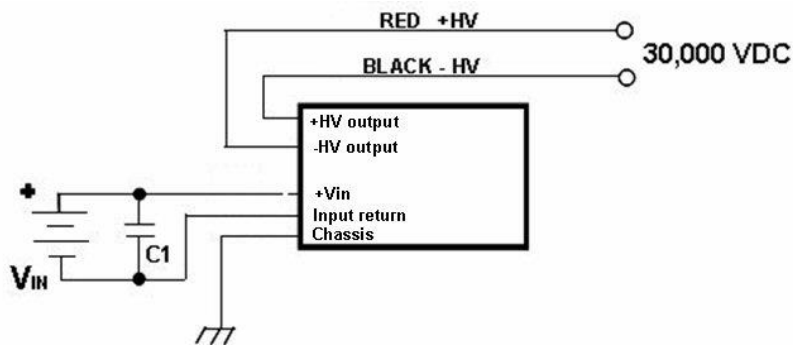 RED +HV
30,000 VDC
BLACK - HV
+HV output
-HV output
+
+Vin
Input return
Chassis
C1
VIN